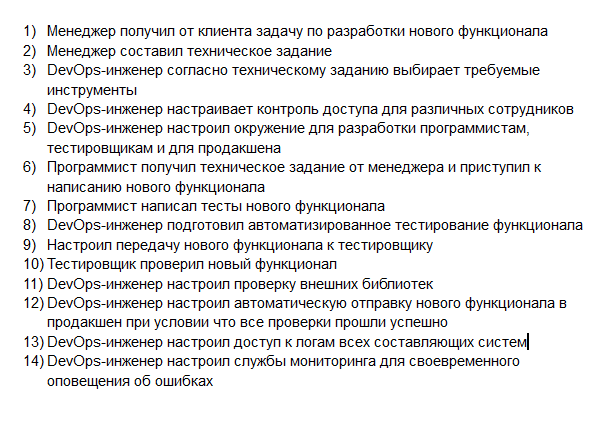 1) Менеджер получил от клиента задачу по разработки нового функционала
2) Менеджер составил техническое задание
3) DevOps-инженер согласно техническому заданию выбирает требуемые
инструменты
4) DevOps-инженер настраивает контроль доступа для различных сотрудников
5) DevOps-инженер настроил окружение для разработки программистам,
тестировщикам и для продакшена
6) Программист получил техническое задание от менеджера и приступил к
написанию нового функционала
7) Программист написал тесты нового функционала
8) DevOps-инженер подготовил автоматизированное тестирование функционала
9) Настроил передачу нового функционала к тестировщику
10) Тестировщик проверил новый функционал
11) DevOps-инженер настроил проверку внешних библиотек
12) DevOps-инженер настроил автоматическую отправку нового функционала в
продакшен при условии что все проверки прошли успешно
13) DevOps-инженер настроил доступ к логам всех составляющих систем
14) DevOps-инженер настроил службы мониторинга для своевременного
оповещения об ошибках